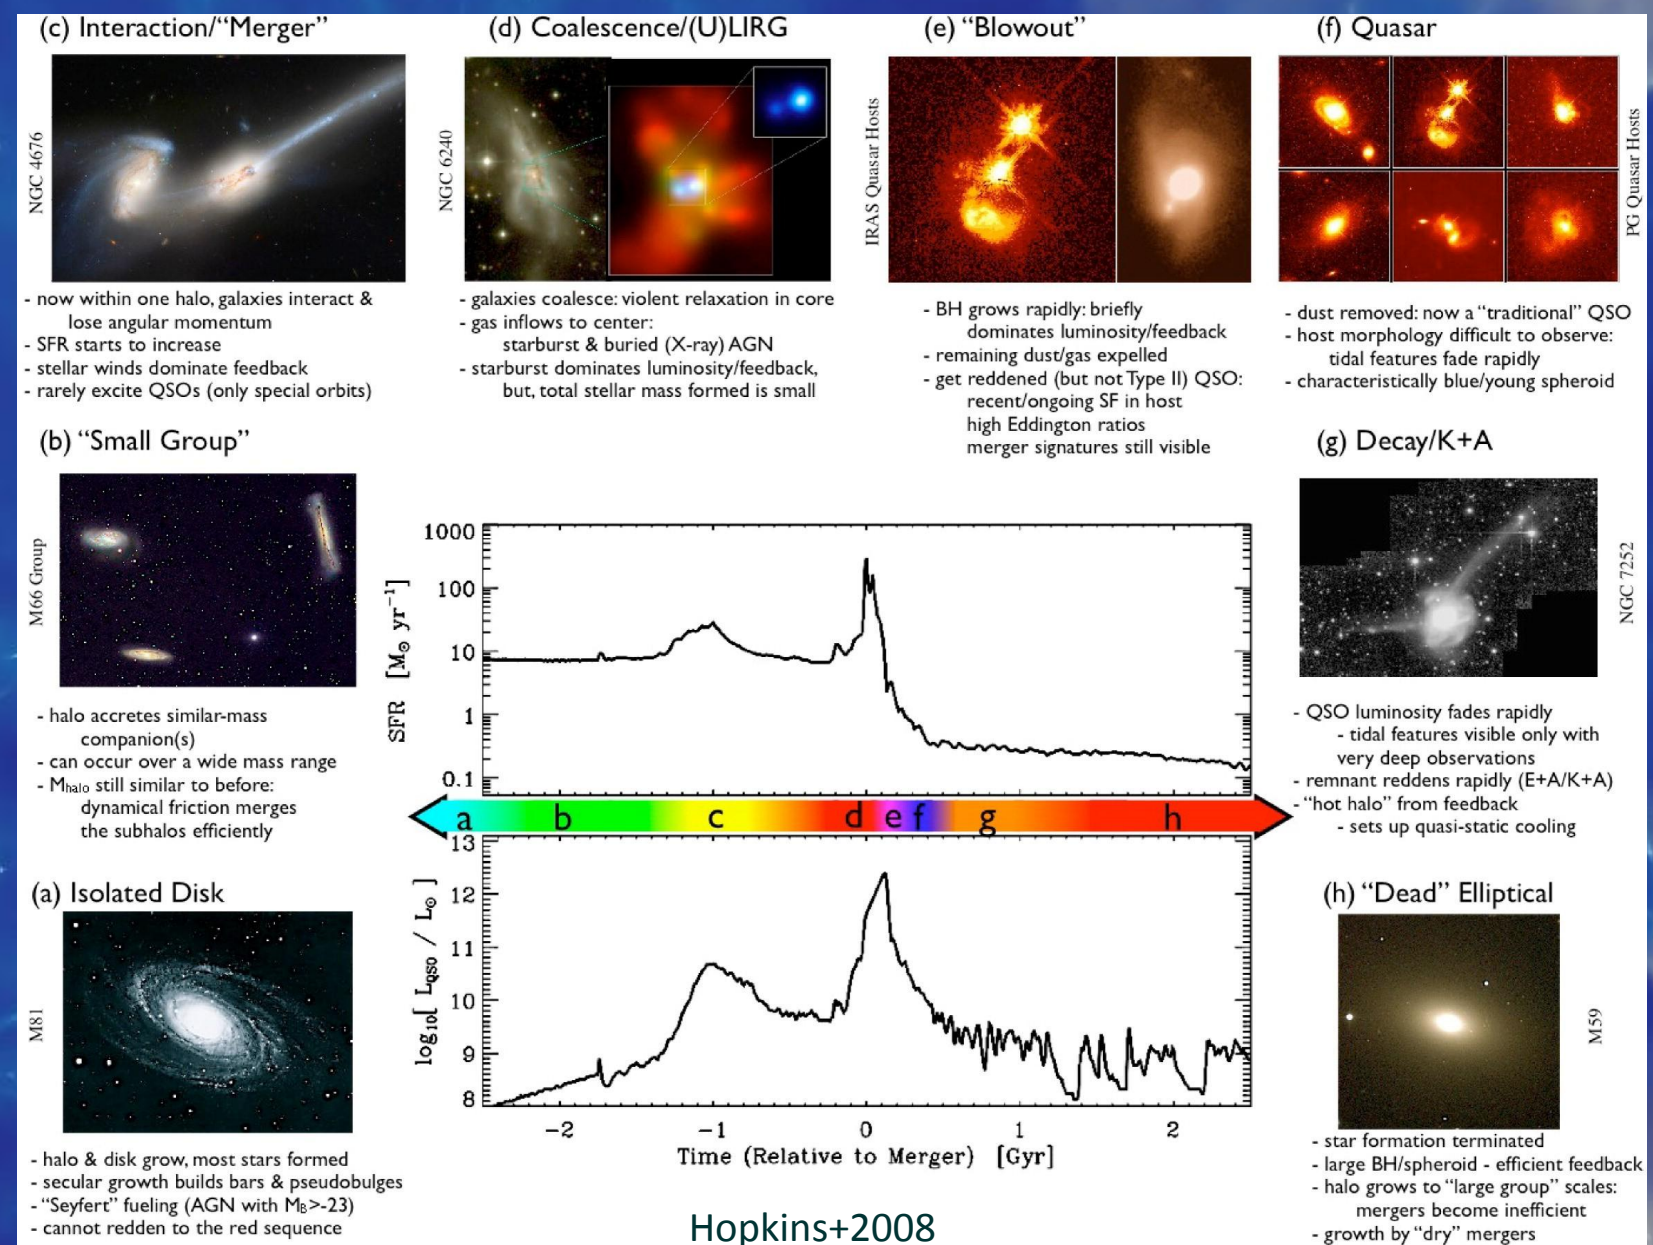 (c) Interaction/“Merger”
NGC 4676
- now within one halo, galaxies interact &
lose angular momentum
- SFR starts to increase
- stellar winds dominate feedback
- rarely excite QSOs (only special orbits)
(d) Coalescence/(U)LIRG
NGC 6240
- galaxies coalesce: violent relaxation in core
- gas inflows to center:
starburst & buried (X-ray) AGN
- starburst dominates luminosity/feedback,
but, total stellar mass formed is small
(e) “Blowout”
IRAS Quasar Hosts
- BH grows rapidly: briefly
dominates luminosity/feedback
- remaining dust/gas expelled
- get reddened (but not Type II) QSO:
recent/ongoing SF in host
high Eddington ratios
merger signatures still visible
(f) Quasar
PG Quasar Hosts
- dust removed: now a “traditional” QSO
- host morphology difficult to observe:
tidal features fade rapidly
- characteristically blue/young spheroid
(b) “Small Group”
M66 Group
- halo accretes similar-mass
companion(s)
- can occur over a wide mass range
- Mhalo still similar to before:
dynamical friction merges
the subhalos efficiently
(a) Isolated Disk
M81
- halo & disk grow, most stars formed
- secular growth builds bars & pseudobulges
- “Seyfert” fueling (AGN with MB>-23)
- cannot redden to the red sequence
1000
100
10
1
0.1
SFR [M⊙ yr⁻¹]
a b c d e f g h
13
12
11
10
9
8
log₁₀[ LQSO / L⊙ ]
−2 −1 0 1 2
Time (Relative to Merger) [Gyr]
(g) Decay/K+A
NGC 7252
- QSO luminosity fades rapidly
- tidal features visible only with
very deep observations
- remnant reddens rapidly (E+A/K+A)
- “hot halo” from feedback
- sets up quasi-static cooling
(h) “Dead” Elliptical
M59
- star formation terminated
- large BH/spheroid - efficient feedback
- halo grows to “large group” scales:
mergers become inefficient
- growth by “dry” mergers
Hopkins+2008